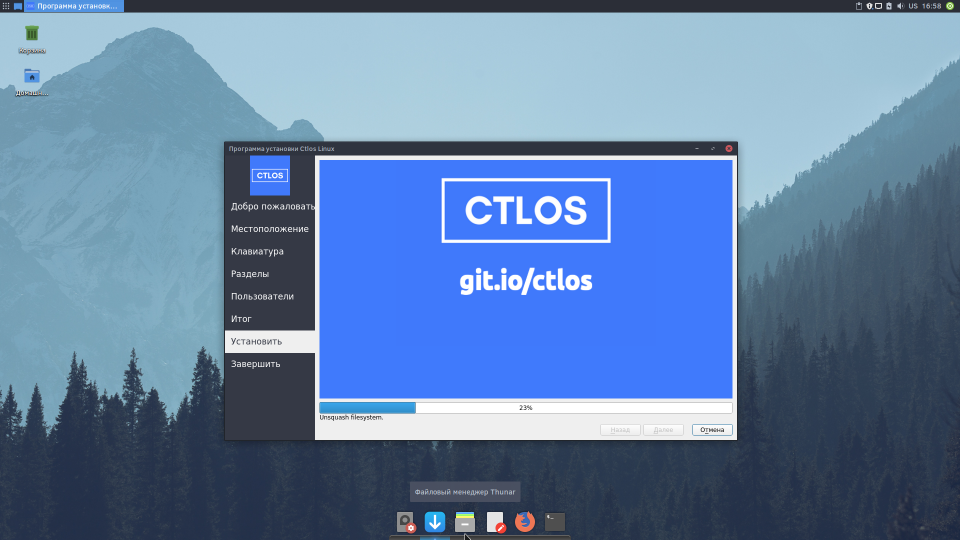 Программа установк...
US 16:58
Корзина
Программа установки Ctlos Linux
CTLOS
Добро пожаловать
Местоположение
Клавиатура
Разделы
Пользователи
Итог
Установить
Завершить
CTLOS
git.io/ctlos
23%
Unsquash filesystem.
Назад
Далее
Отмена
Файловый менеджер Thunar